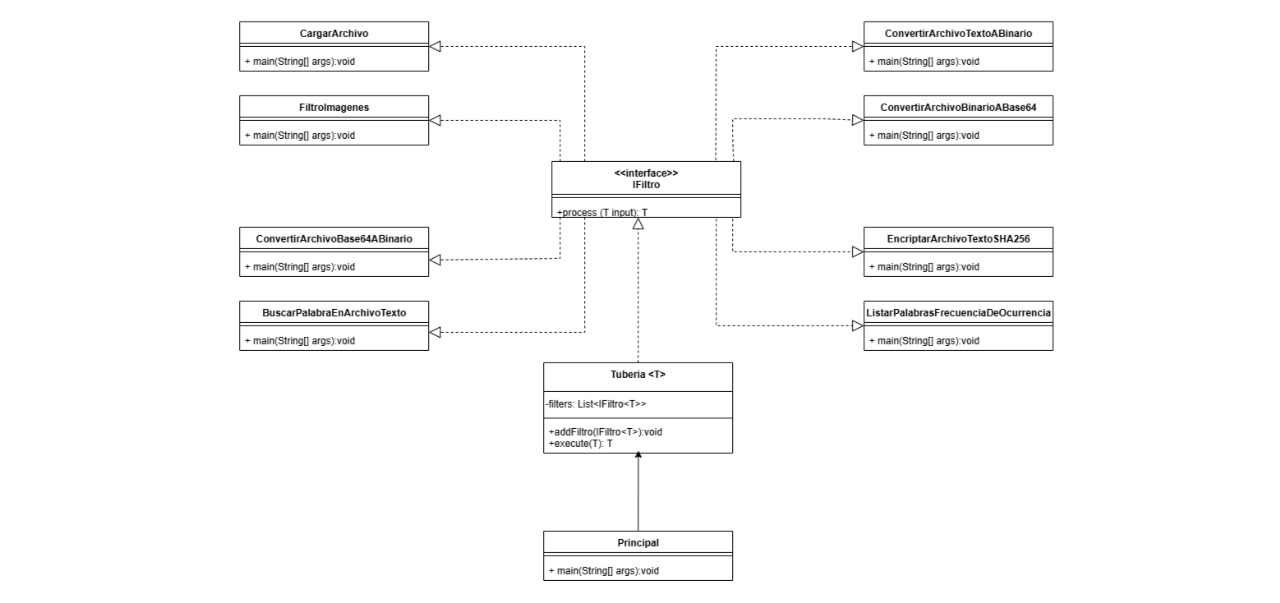 CargarArchivo
+ main(String[] args):void
FiltroImagenes
+ main(String[] args):void
ConvertirArchivoBase64ABinario
+ main(String[] args):void
BuscarPalabraEnArchivoTexto
+ main(String[] args):void
<<interface>>
IFiltro
+process (T input): T
Tuberia <T>
-filters: List<IFiltro<T>>
+addFiltro(IFiltro<T>):void
+execute(T): T
Principal
+ main(String[] args):void
ConvertirArchivoTextoABinario
+ main(String[] args):void
ConvertirArchivoBinarioABase64
+ main(String[] args):void
EncriptarArchivoTextoSHA256
+ main(String[] args):void
ListarPalabrasFrecuenciaDeOcurrencia
+ main(String[] args):void